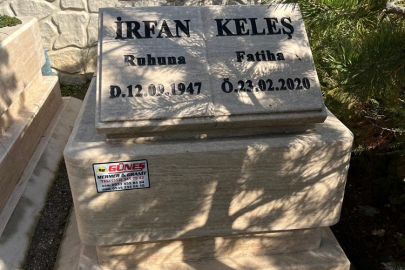 İRFAN KELEŞ
Ruhuna Fatiha
D.12.09.1947 Ö.23.02.2020
GÜNEŞ
MERMER & GRANİT